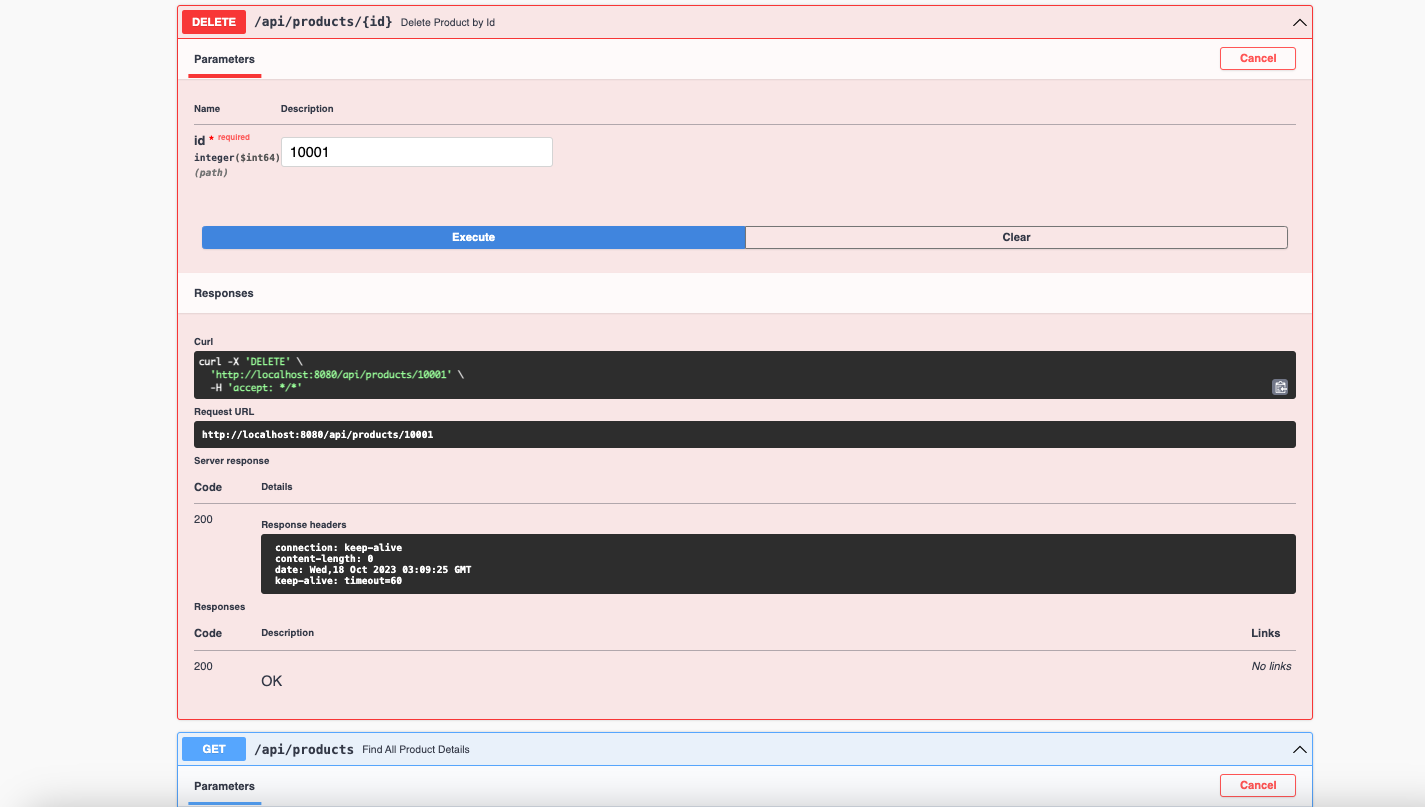 DELETE /api/products/{id} Delete Product by Id
Parameters
Cancel
Name Description
id * required
integer($int64)
(path)
10001
Execute Clear
Responses
Curl
curl -X 'DELETE' \
'http://localhost:8080/api/products/10001' \
-H 'accept: */*'
Request URL
http://localhost:8080/api/products/10001
Server response
Code Details
200
Response headers
connection: keep-alive
content-length: 0
date: Wed,18 Oct 2023 03:09:25 GMT
keep-alive: timeout=60
Responses
Code Description Links
200 No links
OK
GET /api/products Find All Product Details
Parameters
Cancel